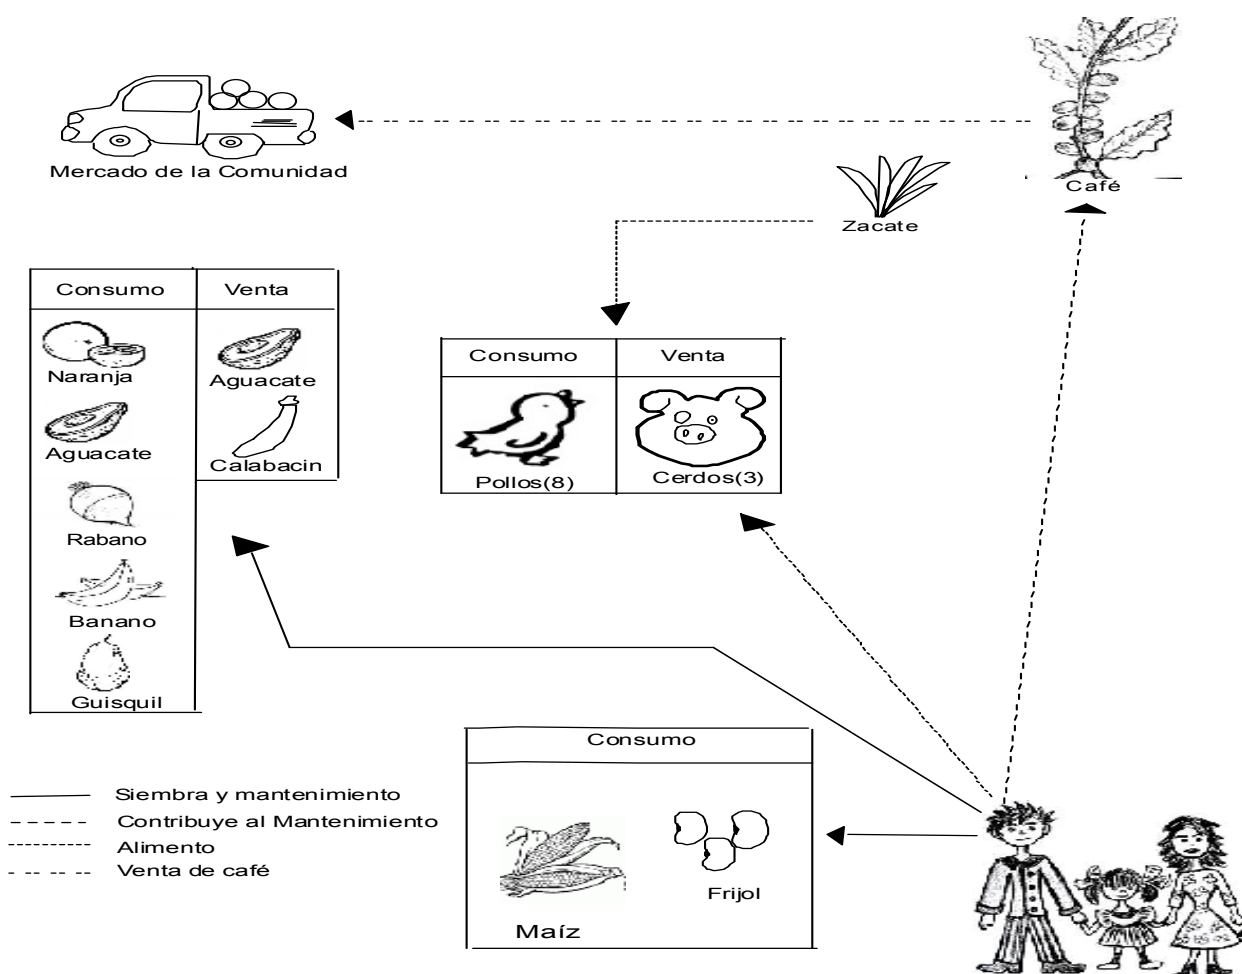 Mercado de la Comunidad
Café
Zacate
Consumo
Venta
Naranja
Aguacate
Aguacate
Calabacin
Rabano
Banano
Guisquil
Consumo
Venta
Pollos(8)
Cerdos(3)
Consumo
Maíz
Frijol
Siembra y mantenimiento
Contribuye al Mantenimiento
Alimento
Venta de café